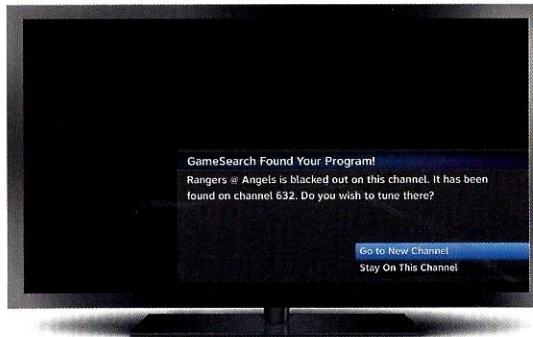 GameSearch Found Your Program!
Rangers @ Angels is blacked out on this channel. It has been
found on channel 632. Do you wish to tune there?
Go to New Channel
Stay On This Channel